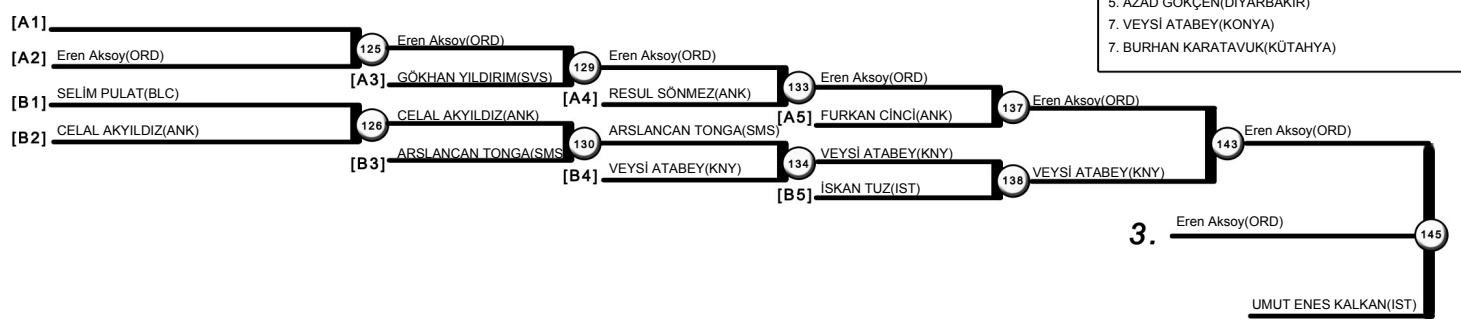 5. AZAD GÖKÇEN(DİYARBAKIR)
7. VEYSİ ATABEY(KONYA)
7. BURHAN KARATAVUK(KÜTAHYA)
[A1]
[A2] Eren Aksoy(ORD)
125
Eren Aksoy(ORD)
[A3] GÖKHAN YILDIRIM(SVS)
129
Eren Aksoy(ORD)
[A4] RESUL SÖNMEZ(ANK)
133
Eren Aksoy(ORD)
[A5] FURKAN CİNCİ(ANK)
137
Eren Aksoy(ORD)
[B1] SELİM PULAT(BLC)
[B2] CELAL AKYILDIZ(ANK)
126
CELAL AKYILDIZ(ANK)
[B3] ARSLANCAN TONGA(SMS
130
ARSLANCAN TONGA(SMS)
[B4] VEYSİ ATABEY(KNY)
134
VEYSİ ATABEY(KNY)
[B5] İSKAN TUZ(IST)
138
VEYSİ ATABEY(KNY)
143
Eren Aksoy(ORD)
3. Eren Aksoy(ORD)
145
UMUT ENES KALKAN(IST)